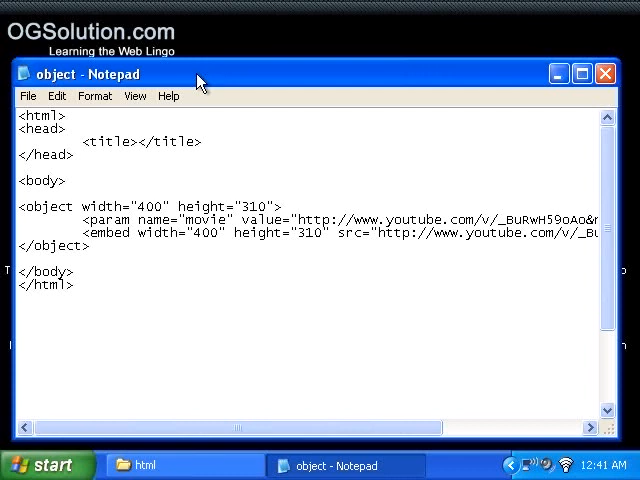 OGSolution.com
Learning the Web Lingo
object - Notepad
File Edit Format View Help
<html>
<head>
<title></title>
</head>
<body>
<object width="400" height="310">
<param name="movie" value="http://www.youtube.com/v/_BuRwH59oAo&
<embed width="400" height="310" src="http://www.youtube.com/v/_Bu
</object>
</body>
</html>
start
html
object - Notepad
12:41 AM